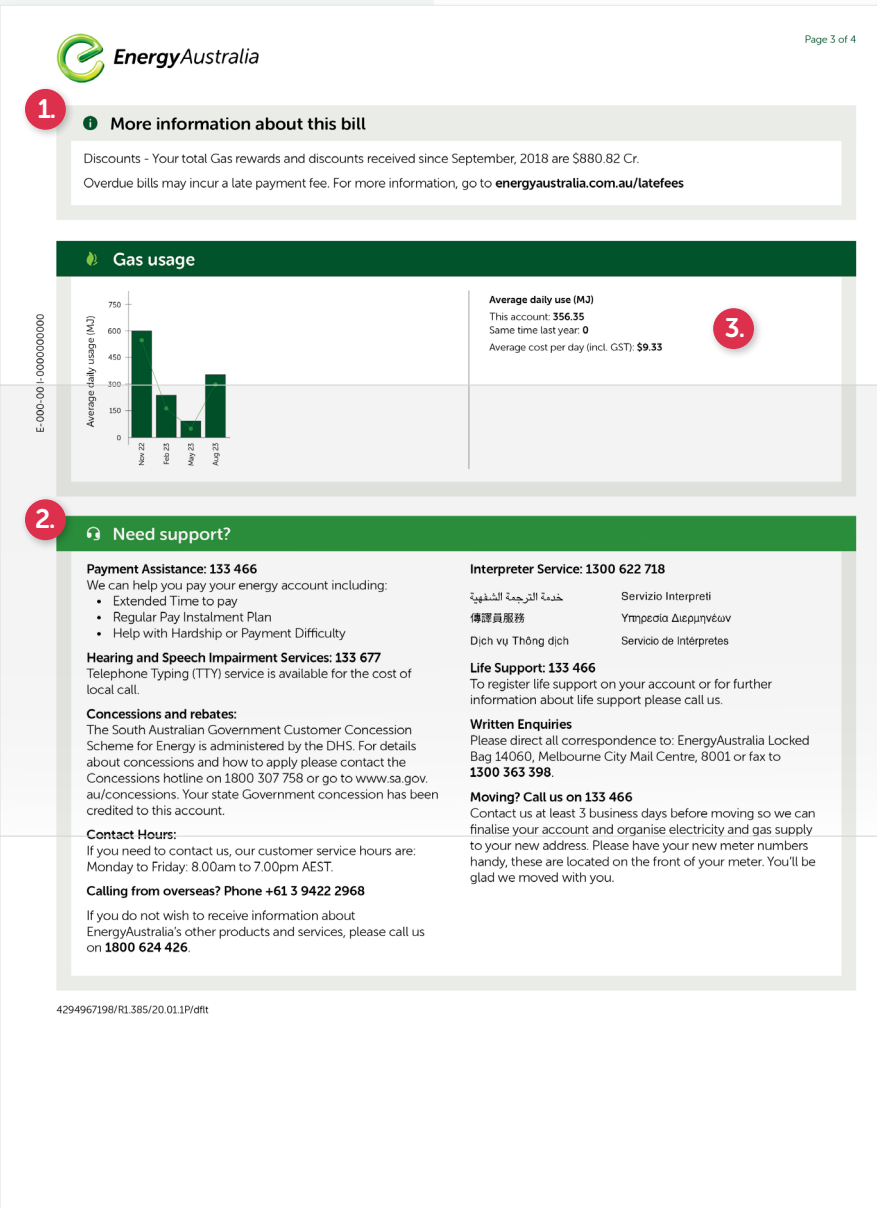 EnergyAustralia
Page 3 of 4
1.
More information about this bill
Discounts - Your total Gas rewards and discounts received since September, 2018 are $880.82 Cr.
Overdue bills may incur a late payment fee. For more information, go to energyaustralia.com.au/latefees
Gas usage
E-000-00 I-00000000000
Average daily usage (MJ)
750
600
450
300
150
0
Nov 22
Feb 23
May 23
Aug 23
Average daily use (MJ)
This account: 356.35
Same time last year: 0
Average cost per day (incl. GST): $9.33
3.
2.
Need support?
Payment Assistance: 133 466
We can help you pay your energy account including:
• Extended Time to pay
• Regular Pay Instalment Plan
• Help with Hardship or Payment Difficulty
Hearing and Speech Impairment Services: 133 677
Telephone Typing (TTY) service is available for the cost of
local call.
Concessions and rebates:
The South Australian Government Customer Concession
Scheme for Energy is administered by the DHS. For details
about concessions and how to apply please contact the
Concessions hotline on 1800 307 758 or go to www.sa.gov.
au/concessions. Your state Government concession has been
credited to this account.
Contact Hours:
If you need to contact us, our customer service hours are:
Monday to Friday: 8.00am to 7.00pm AEST.
Calling from overseas? Phone +61 3 9422 2968
If you do not wish to receive information about
EnergyAustralia's other products and services, please call us
on 1800 624 426.
Interpreter Service: 1300 622 718
خدمة الترجمة الشفهية
Servizio Interpreti
傳譯員服務
Υπηρεσία Διερμηνέων
Dịch vụ Thông dịch
Servicio de Intérpretes
Life Support: 133 466
To register life support on your account or for further
information about life support please call us.
Written Enquiries
Please direct all correspondence to: EnergyAustralia Locked
Bag 14060, Melbourne City Mail Centre, 8001 or fax to
1300 363 398.
Moving? Call us on 133 466
Contact us at least 3 business days before moving so we can
finalise your account and organise electricity and gas supply
to your new address. Please have your new meter numbers
handy, these are located on the front of your meter. You'll be
glad we moved with you.
4294967198/R1.385/20.01.1P/dflt